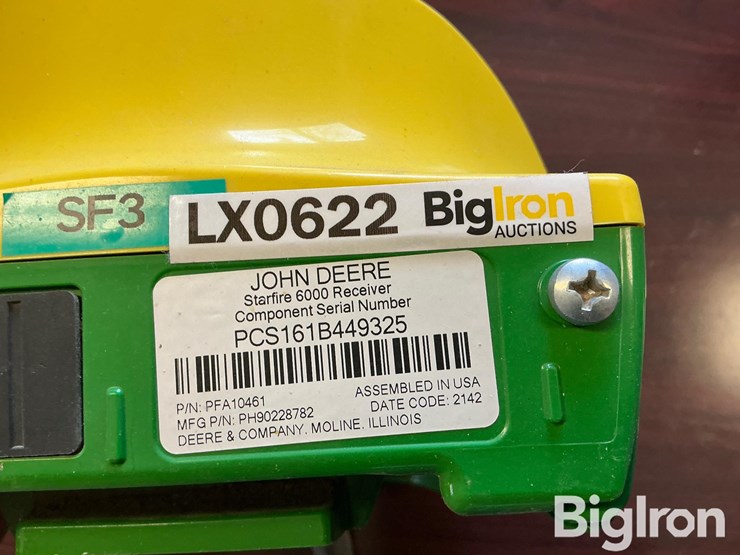 SF3
LX0622 BigIron
AUCTIONS
JOHN DEERE
Starfire 6000 Receiver
Component Serial Number
PCS161B449325
P/N: PFA10461
ASSEMBLED IN USA
MFG P/N: PH90228782
DATE CODE: 2142
DEERE & COMPANY, MOLINE, ILLINOIS
BigIron